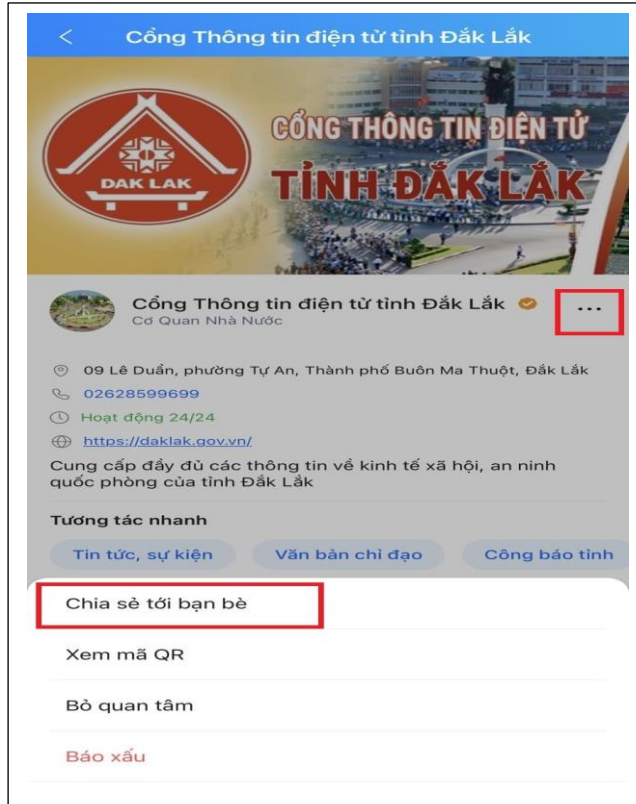 Cổng Thông tin điện tử tỉnh Đắk Lắk
CỔNG THÔNG TIN ĐIỆN TỬ
TỈNH ĐẮK LẮK
DAK LAK
Cổng Thông tin điện tử tỉnh Đắk Lắk
Cơ Quan Nhà Nước
09 Lê Duẩn, phường Tự An, Thành phố Buôn Ma Thuột, Đắk Lắk
02628599699
Hoạt động 24/24
https://daklak.gov.vn/
Cung cấp đầy đủ các thông tin về kinh tế xã hội, an ninh
quốc phòng của tỉnh Đắk Lắk
Tương tác nhanh
Tin tức, sự kiện Văn bản chỉ đạo Công báo tỉnh
Chia sẻ tới bạn bè
Xem mã QR
Bỏ quan tâm
Báo xấu